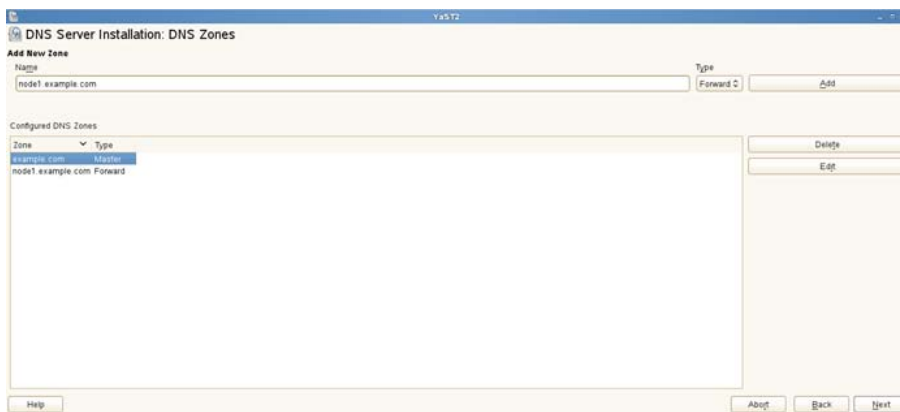 YaST2
DNS Server Installation: DNS Zones
Add New Zone
Name
Type
node1.example.com
Forward
Add
Configured DNS Zones
Zone Type
example.com Master
node1.example.com Forward
Delete
Edit
Help
Abort
Back
Next